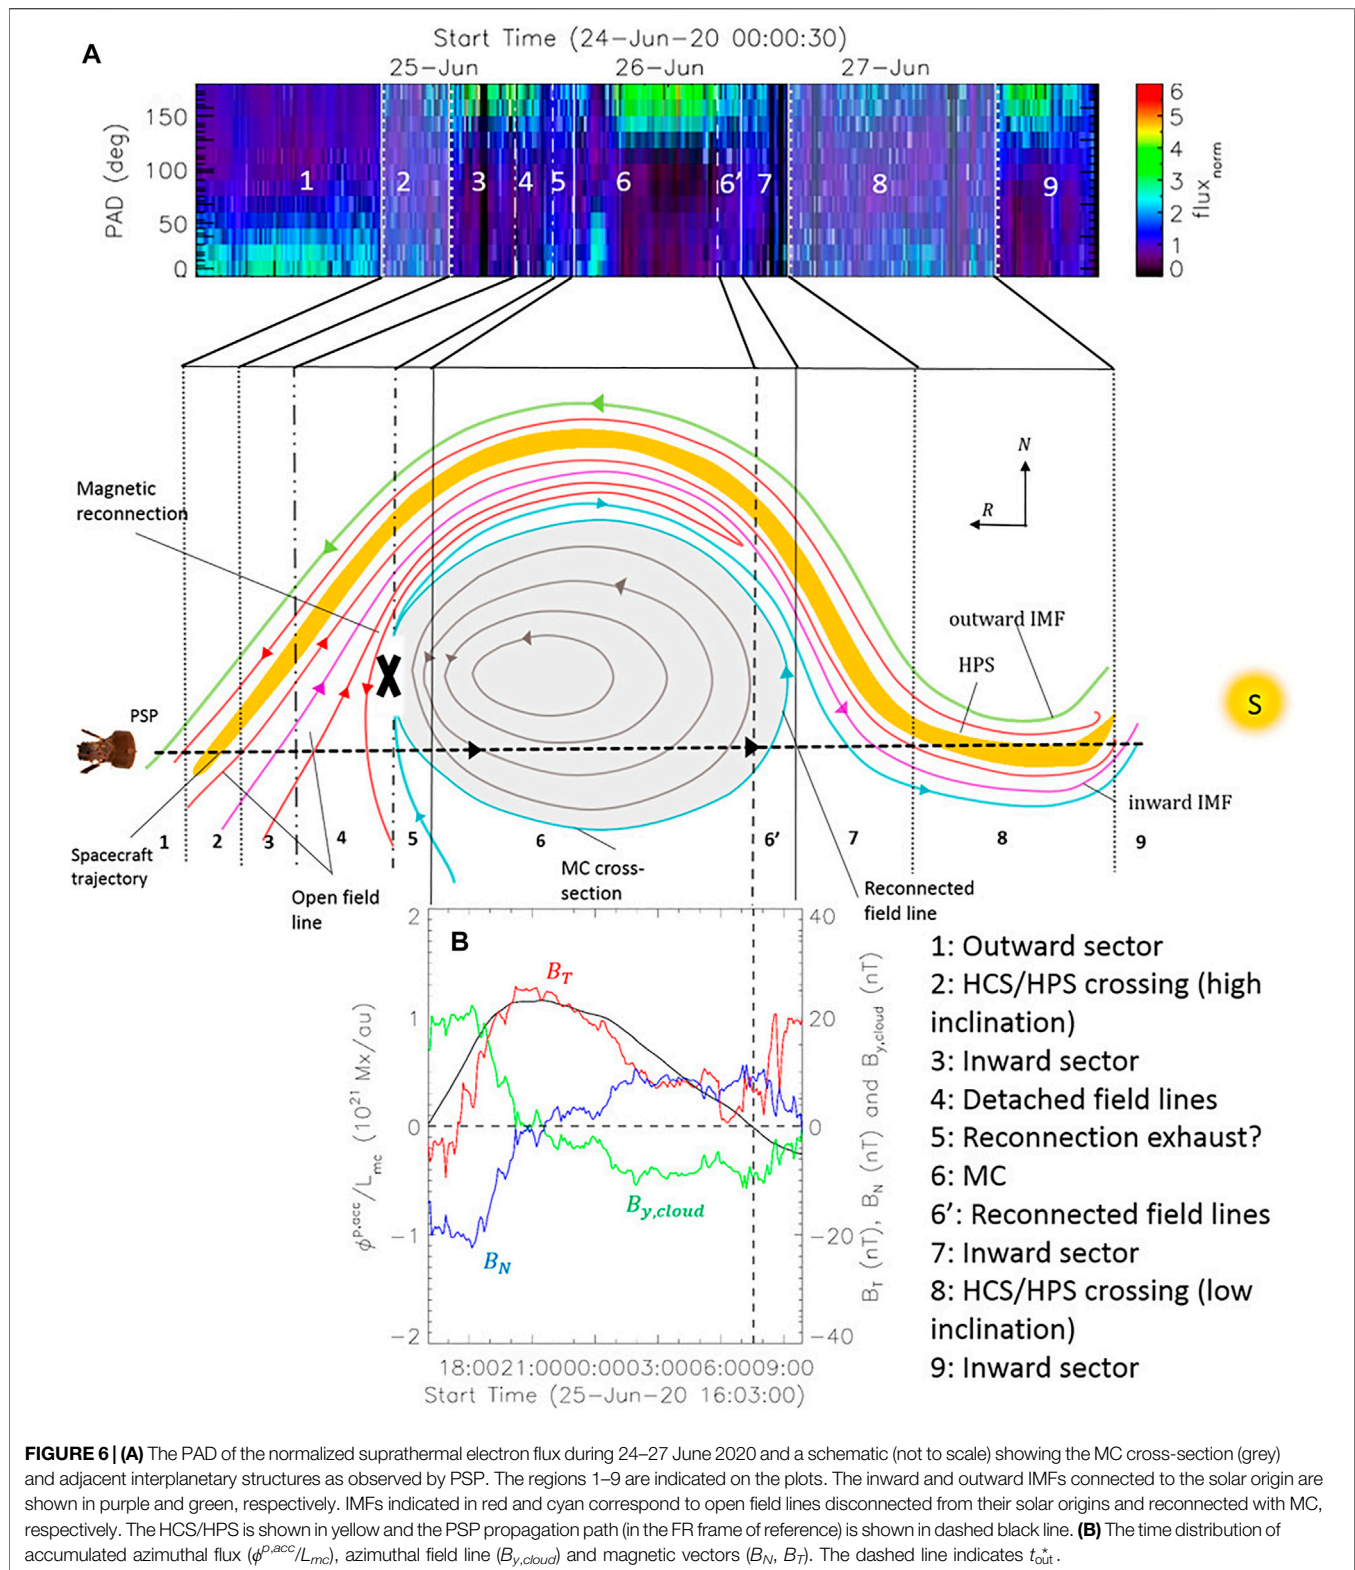 A
Start Time (24-Jun-20 00:00:30)
25-Jun
26-Jun
27-Jun
PAD (deg)
150
100
50
0
1
2
3
4
5
6
6'
7
8
9
6
5
4
3
2
1
0
flux_norm
Magnetic
reconnection
N
R
outward IMF
HPS
S
PSP
inward IMF
1
2
3
4
5
6
6'
7
8
9
Spacecraft
trajectory
Open field
line
MC cross-
section
Reconnected
field line
B
2
1
0
−1
−2
ϕ^{p,acc}/L_{mc} (10^{21} Mx/au)
B_T
B_{y,cloud}
B_N
40
20
0
−20
−40
B_T (nT), B_N (nT) and B_{y,cloud} (nT)
18:0021:0000:0003:0006:0009:00
Start Time (25-Jun-20 16:03:00)
1: Outward sector
2: HCS/HPS crossing (high
inclination)
3: Inward sector
4: Detached field lines
5: Reconnection exhaust?
6: MC
6': Reconnected field lines
7: Inward sector
8: HCS/HPS crossing (low
inclination)
9: Inward sector
FIGURE 6 | (A) The PAD of the normalized suprathermal electron flux during 24–27 June 2020 and a schematic (not to scale) showing the MC cross-section (grey)
and adjacent interplanetary structures as observed by PSP. The regions 1–9 are indicated on the plots. The inward and outward IMFs connected to the solar origin are
shown in purple and green, respectively. IMFs indicated in red and cyan correspond to open field lines disconnected from their solar origins and reconnected with MC,
respectively. The HCS/HPS is shown in yellow and the PSP propagation path (in the FR frame of reference) is shown in dashed black line. (B) The time distribution of
accumulated azimuthal flux (ϕ^{p,acc}/L_{mc}), azimuthal field line (B_{y,cloud}) and magnetic vectors (B_N, B_T). The dashed line indicates t*_{out}.